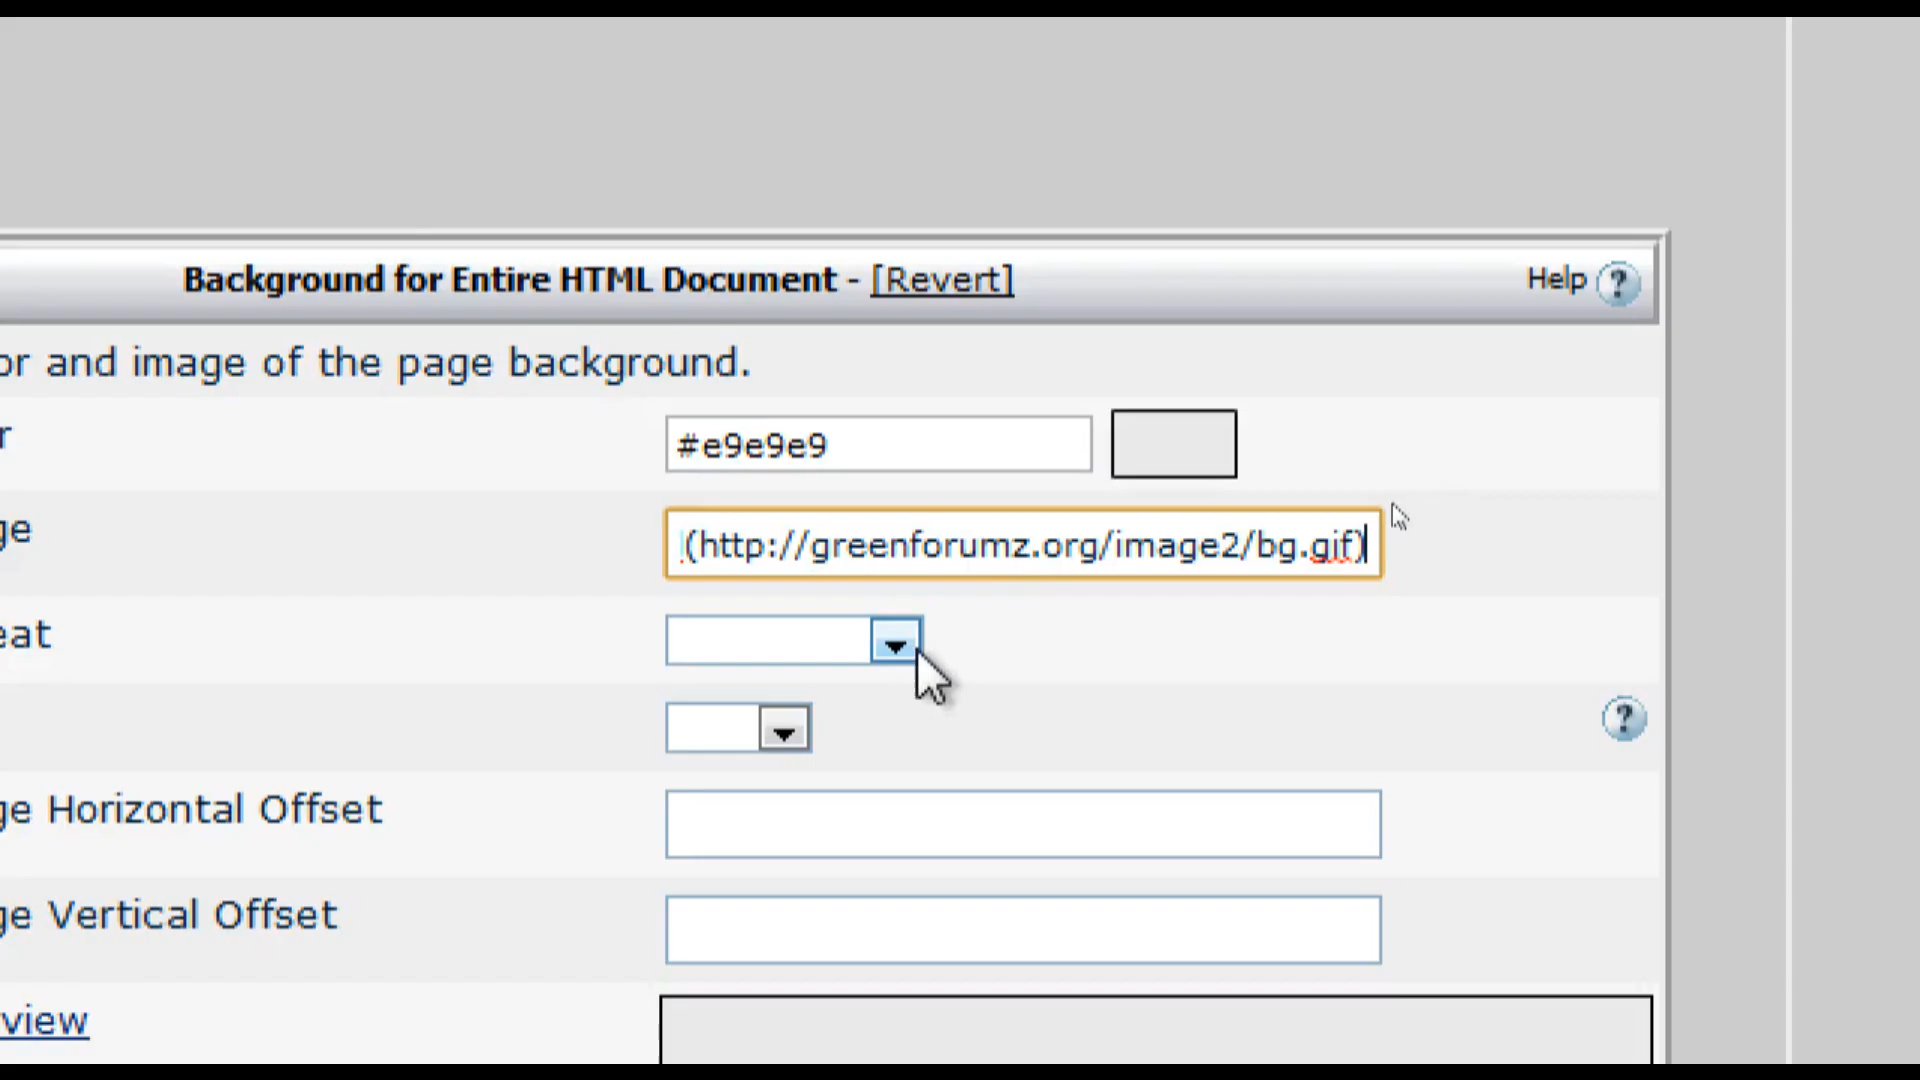 Background for Entire HTML Document - [Revert]
Help ?
or and image of the page background.
r
#e9e9e9
ge
(http://greenforumz.org/image2/bg.gif)
eat
?
ge Horizontal Offset
ge Vertical Offset
view